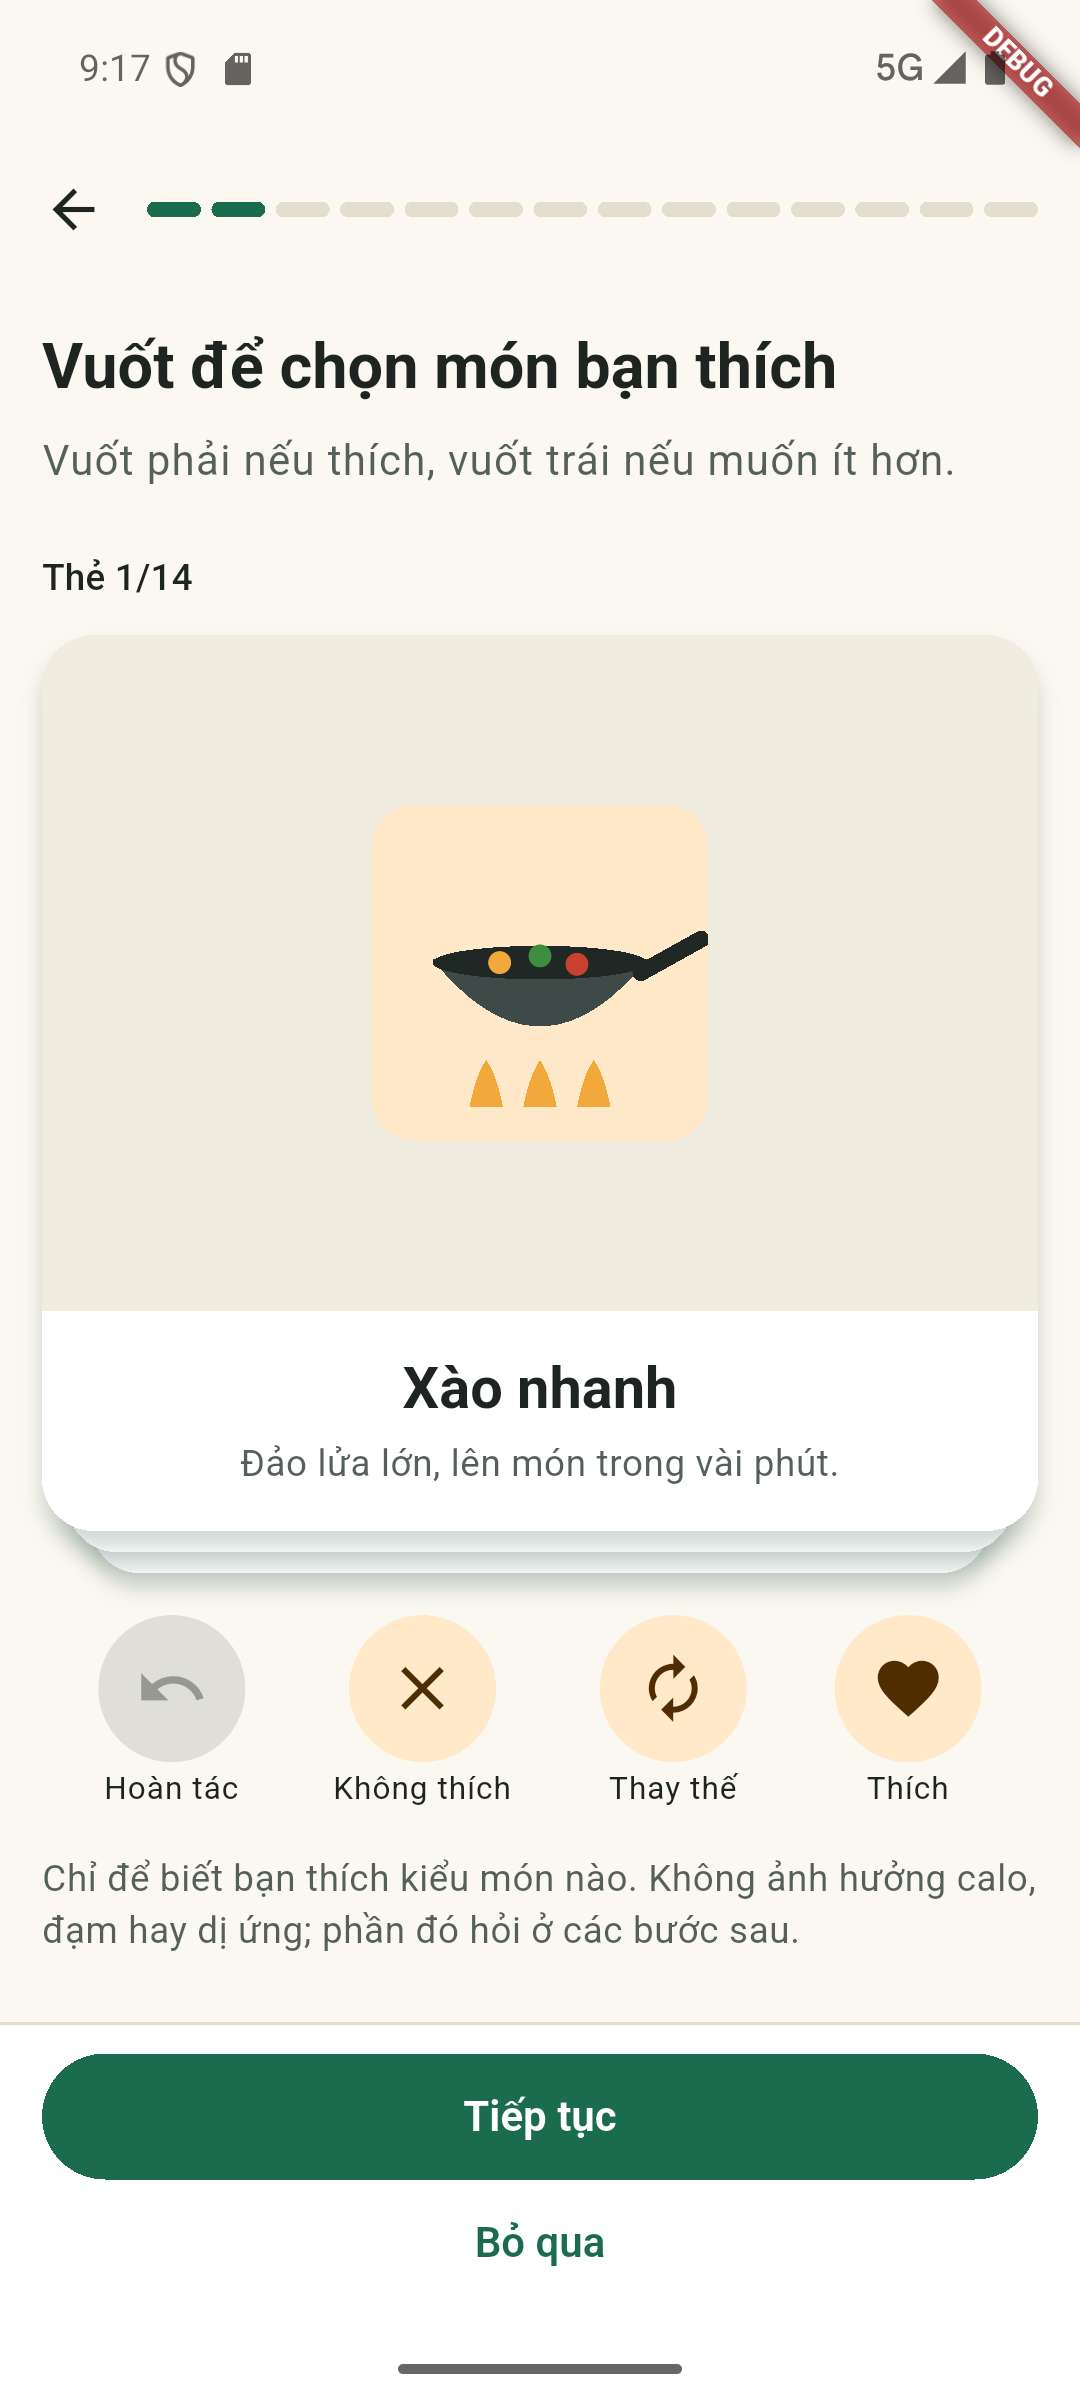 9:17
5G
DEBUG
Vuốt để chọn món bạn thích
Vuốt phải nếu thích, vuốt trái nếu muốn ít hơn.
Thẻ 1/14
Xào nhanh
Đảo lửa lớn, lên món trong vài phút.
Hoàn tác
Không thích
Thay thế
Thích
Chỉ để biết bạn thích kiểu món nào. Không ảnh hưởng calo,
đạm hay dị ứng; phần đó hỏi ở các bước sau.
Tiếp tục
Bỏ qua